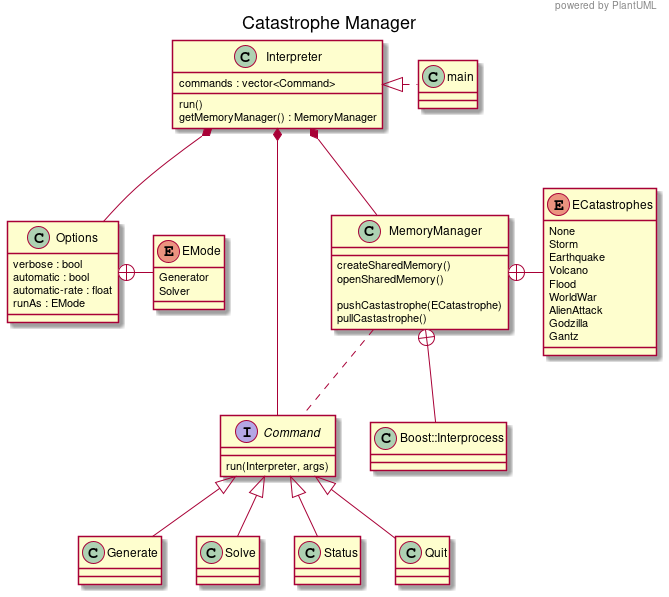 powered by PlantUML
Catastrophe Manager
C Interpreter
commands : vector<Command>
run()
getMemoryManager() : MemoryManager
C main
C Options
verbose : bool
automatic : bool
automatic-rate : float
runAs : EMode
E EMode
Generator
Solver
C MemoryManager
createSharedMemory()
openSharedMemory()
pushCastastrophe(ECatastrophe)
pullCastastrophe()
E ECatastrophes
None
Storm
Earthquake
Volcano
Flood
WorldWar
AlienAttack
Godzilla
Gantz
I Command
run(Interpreter, args)
C Boost::Interprocess
C Generate
C Solve
C Status
C Quit